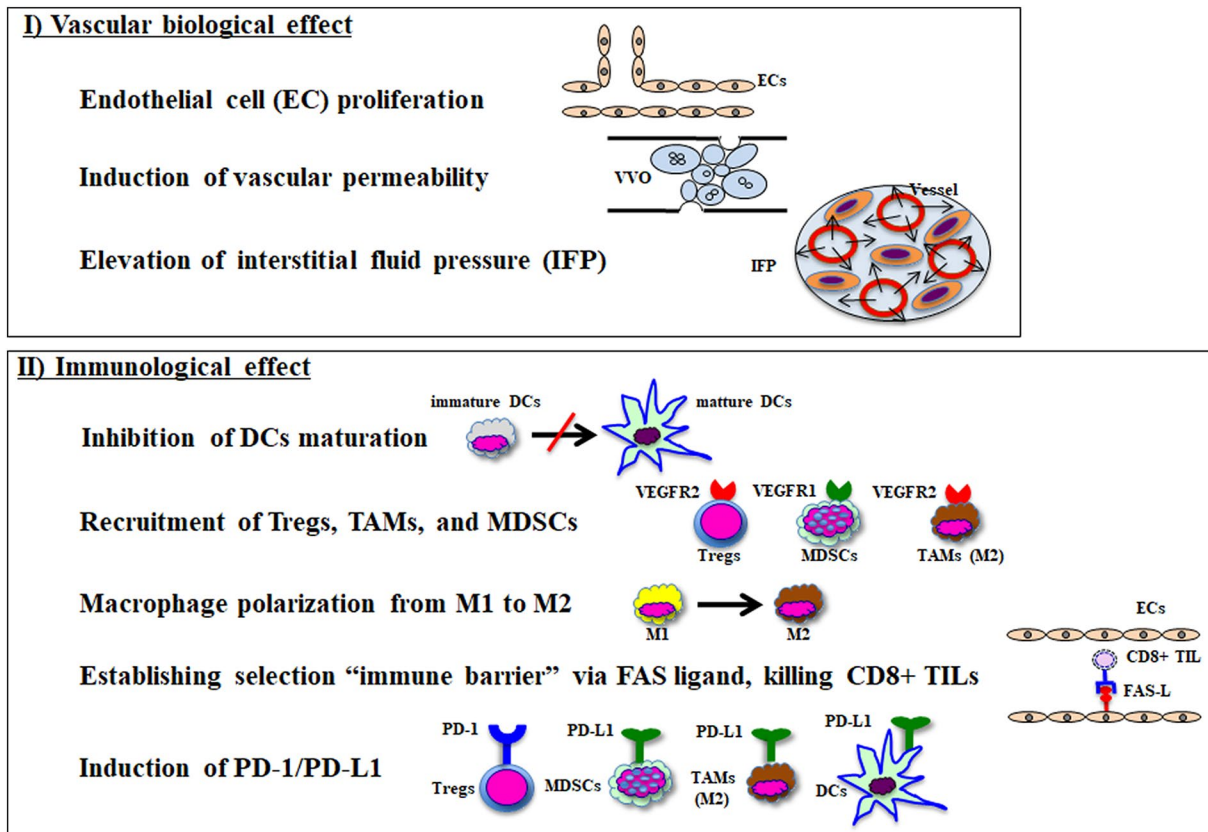 I) Vascular biological effect
Endothelial cell (EC) proliferation
ECs
Induction of vascular permeability
VVO
Vessel
Elevation of interstitial fluid pressure (IFP)
IFP
II) Immunological effect
immature DCs
matture DCs
Inhibition of DCs maturation
VEGFR2
VEGFR1
VEGFR2
Recruitment of Tregs, TAMs, and MDSCs
Tregs
MDSCs
TAMs (M2)
Macrophage polarization from M1 to M2
M1
M2
ECs
Establishing selection “immune barrier” via FAS ligand, killing CD8+ TILs
CD8+ TIL
FAS-L
PD-1
PD-L1
PD-L1
PD-L1
Induction of PD-1/PD-L1
Tregs
MDSCs
TAMs
(M2)
DCs